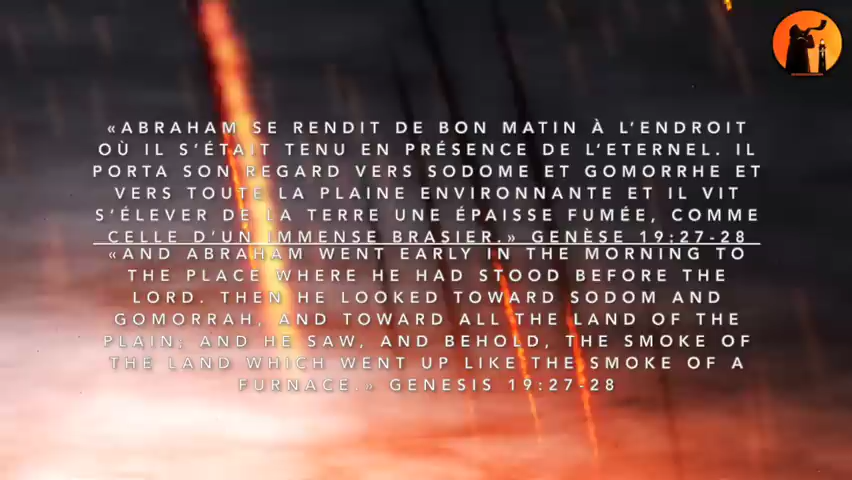 «ABRAHAM SE RENDIT DE BON MATIN À L'ENDROIT
OÙ IL S'ÉTAIT TENU EN PRÉSENCE DE L'ETERNEL. IL
PORTA SON REGARD VERS SODOME ET GOMORRHE ET
VERS TOUTE LA PLAINE ENVIRONNANTE ET IL VIT
S'ÉLEVER DE LA TERRE UNE ÉPAISSE FUMÉE, COMME
CELLE D'UN IMMENSE BRASIER.» GENÈSE 19:27-28
«AND ABRAHAM WENT EARLY IN THE MORNING TO
THE PLACE WHERE HE HAD STOOD BEFORE THE
LORD. THEN HE LOOKED TOWARD SODOM AND
GOMORRAH, AND TOWARD ALL THE LAND OF THE
PLAIN; AND HE SAW, AND BEHOLD, THE SMOKE OF
THE LAND WHICH WENT UP LIKE THE SMOKE OF A
FURNACE.» GENESIS 19:27-28